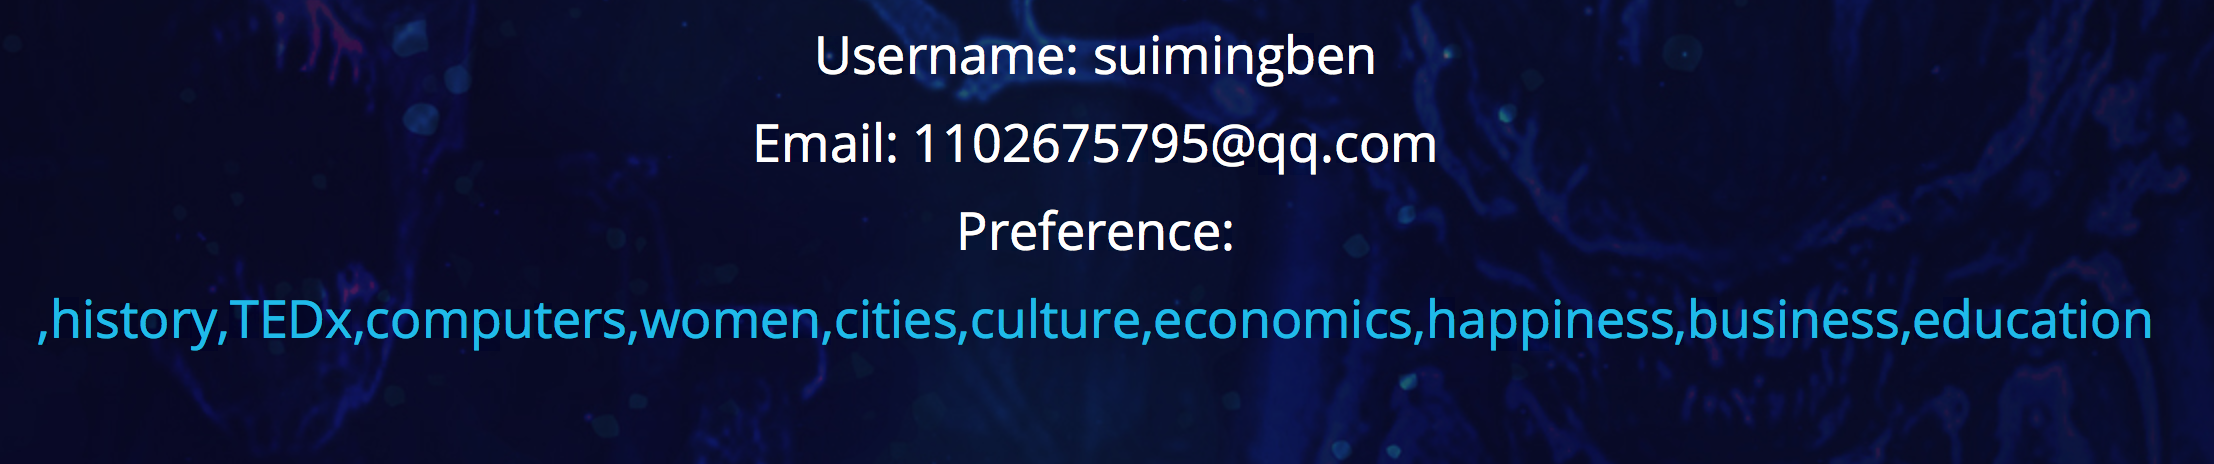 Username: suimingben
Email: 1102675795@qq.com
Preference:
,history,TEDx,computers,women,cities,culture,economics,happiness,business,education